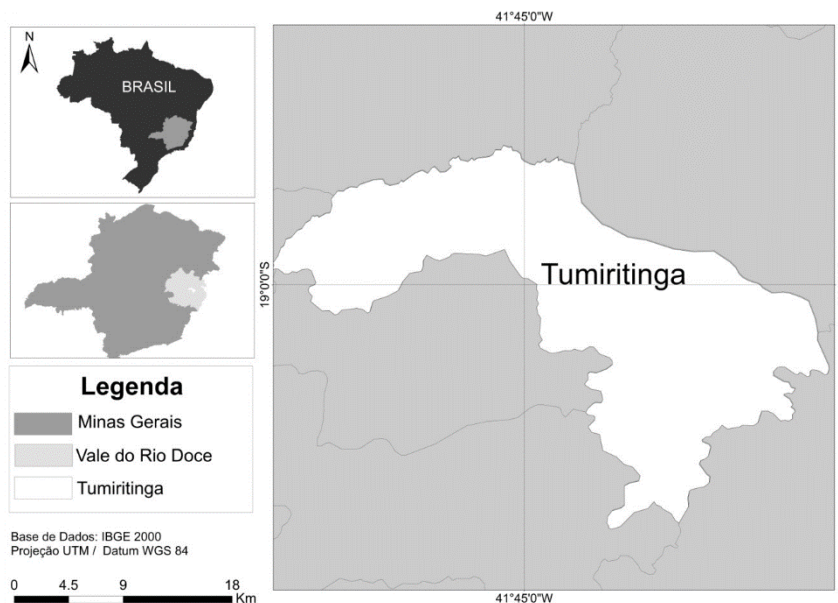 N
BRASIL
Legenda
Minas Gerais
Vale do Rio Doce
Tumiritinga
Base de Dados: IBGE 2000
Projeção UTM / Datum WGS 84
0 4.5 9 18
Km
41°45'0"W
19°0'0"S
Tumiritinga
41°45'0"W